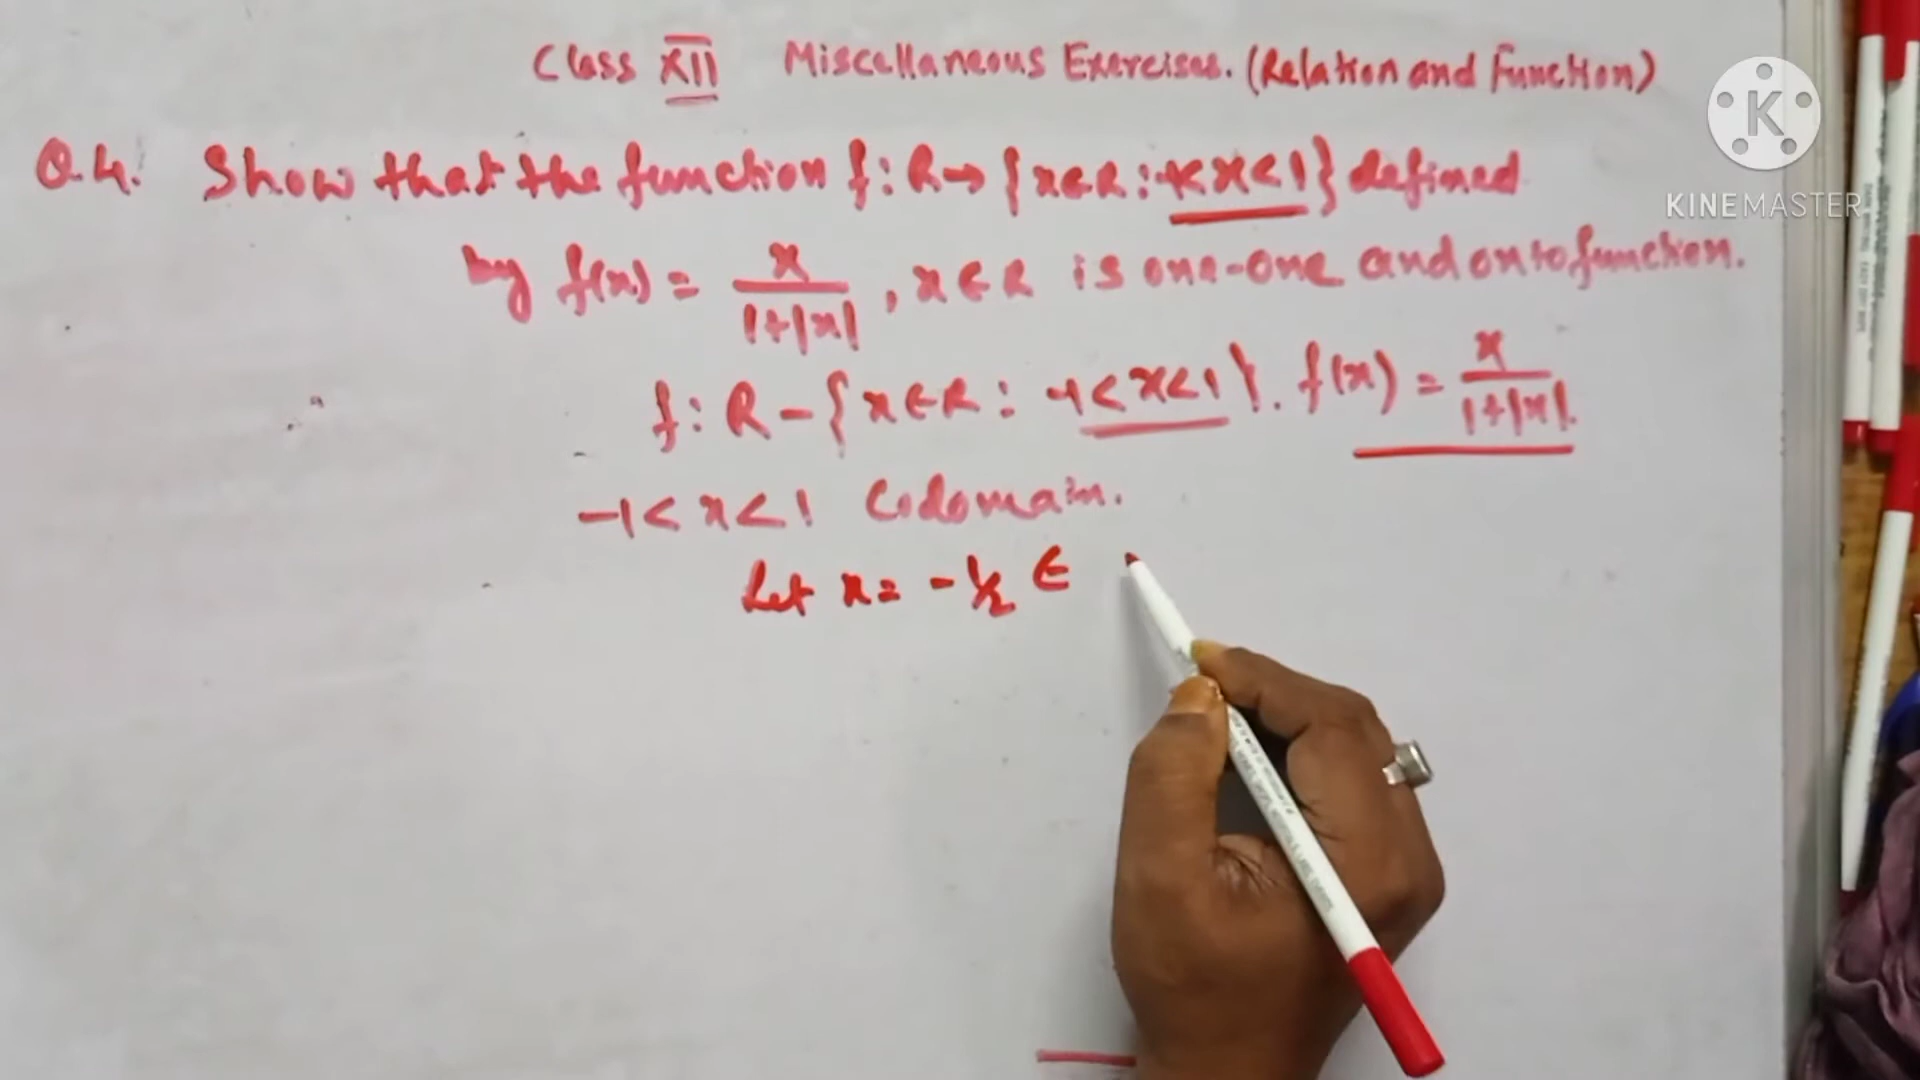 Class XII Miscellaneous Exercises. (Relation and Function)
Q.4. Show that the function f : R → {x ∈ R : -1 < x < 1} defined
by f(x) = x / 1+|x| , x ∈ R is one-one and onto function.
f : R - {x ∈ R : -1 < x < 1}. f(x) = x / 1+|x|.
-1 < x < 1 Codomain.
Let x = -1/2 ∈
K
KINEMASTER